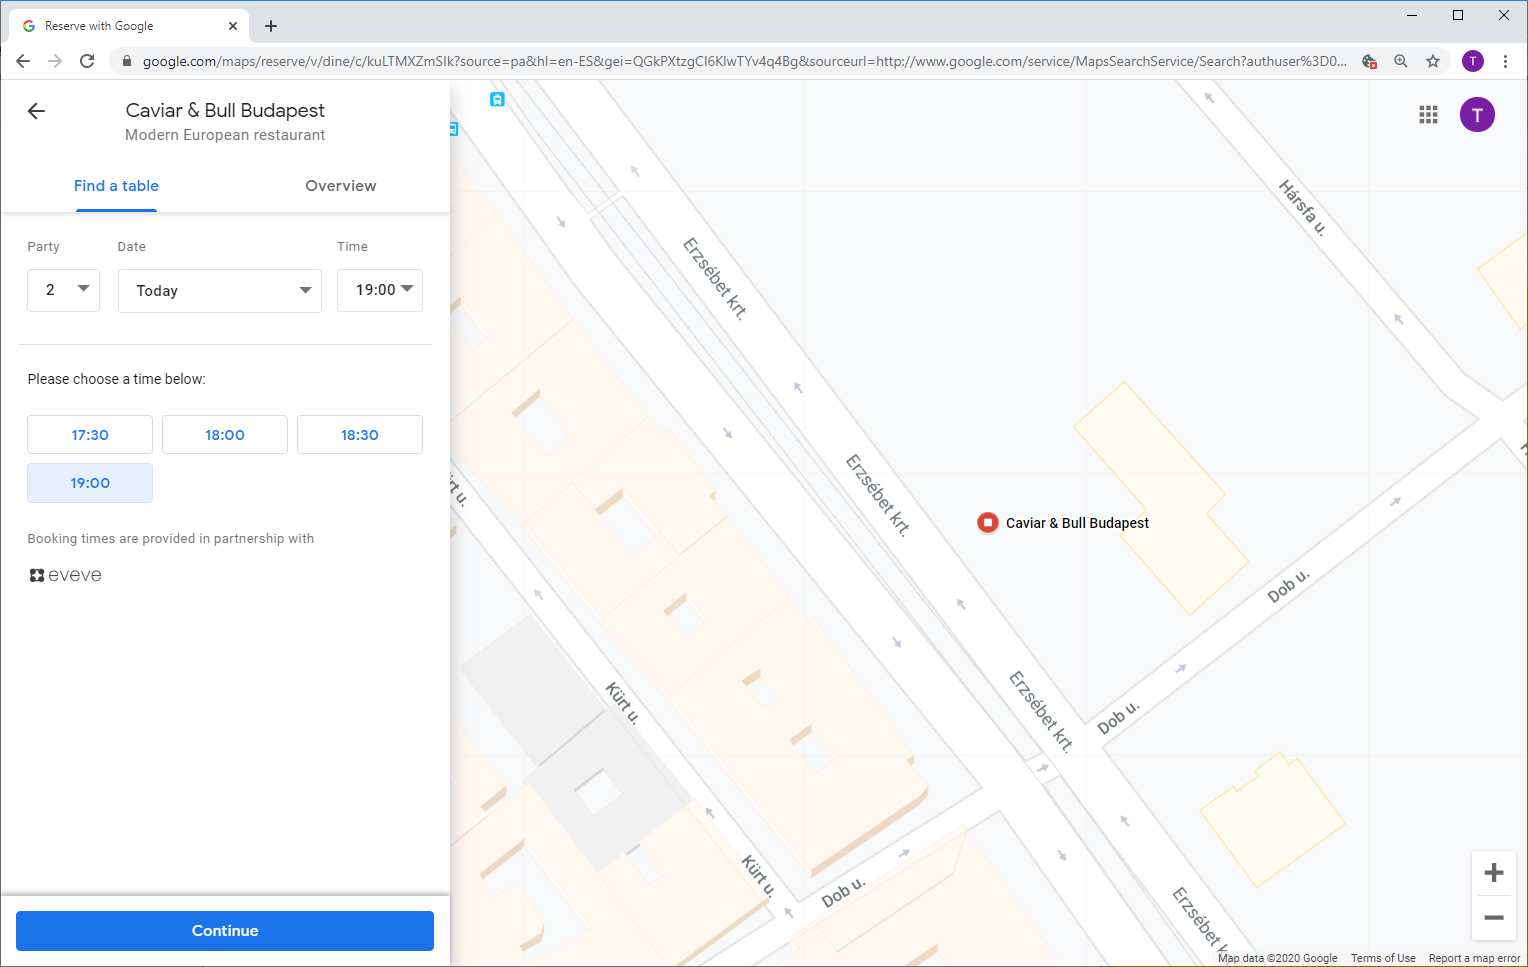 Reserve with Google
google.com/maps/reserve/v/dine/c/kuLTMXZmSIk?source=pa&hl=en-ES&gei=QGkPXtzgCI6KlwTYv4q4Bg&sourceurl=http://www.google.com/service/MapsSearchService/Search?authuser%3D0...
T
Caviar & Bull Budapest
Modern European restaurant
T
Find a table
Overview
Party
Date
Time
2
Today
19:00
Please choose a time below:
17:30
18:00
18:30
19:00
Booking times are provided in partnership with
eveve
Continue
Hársfa u.
Erzsébet krt.
Erzsébet krt.
Caviar & Bull Budapest
Dob u.
Erzsébet krt.
Kürt u.
Dob u.
Kürt u.
Dob u.
Map data ©2020 Google
Terms of Use
Report a map error